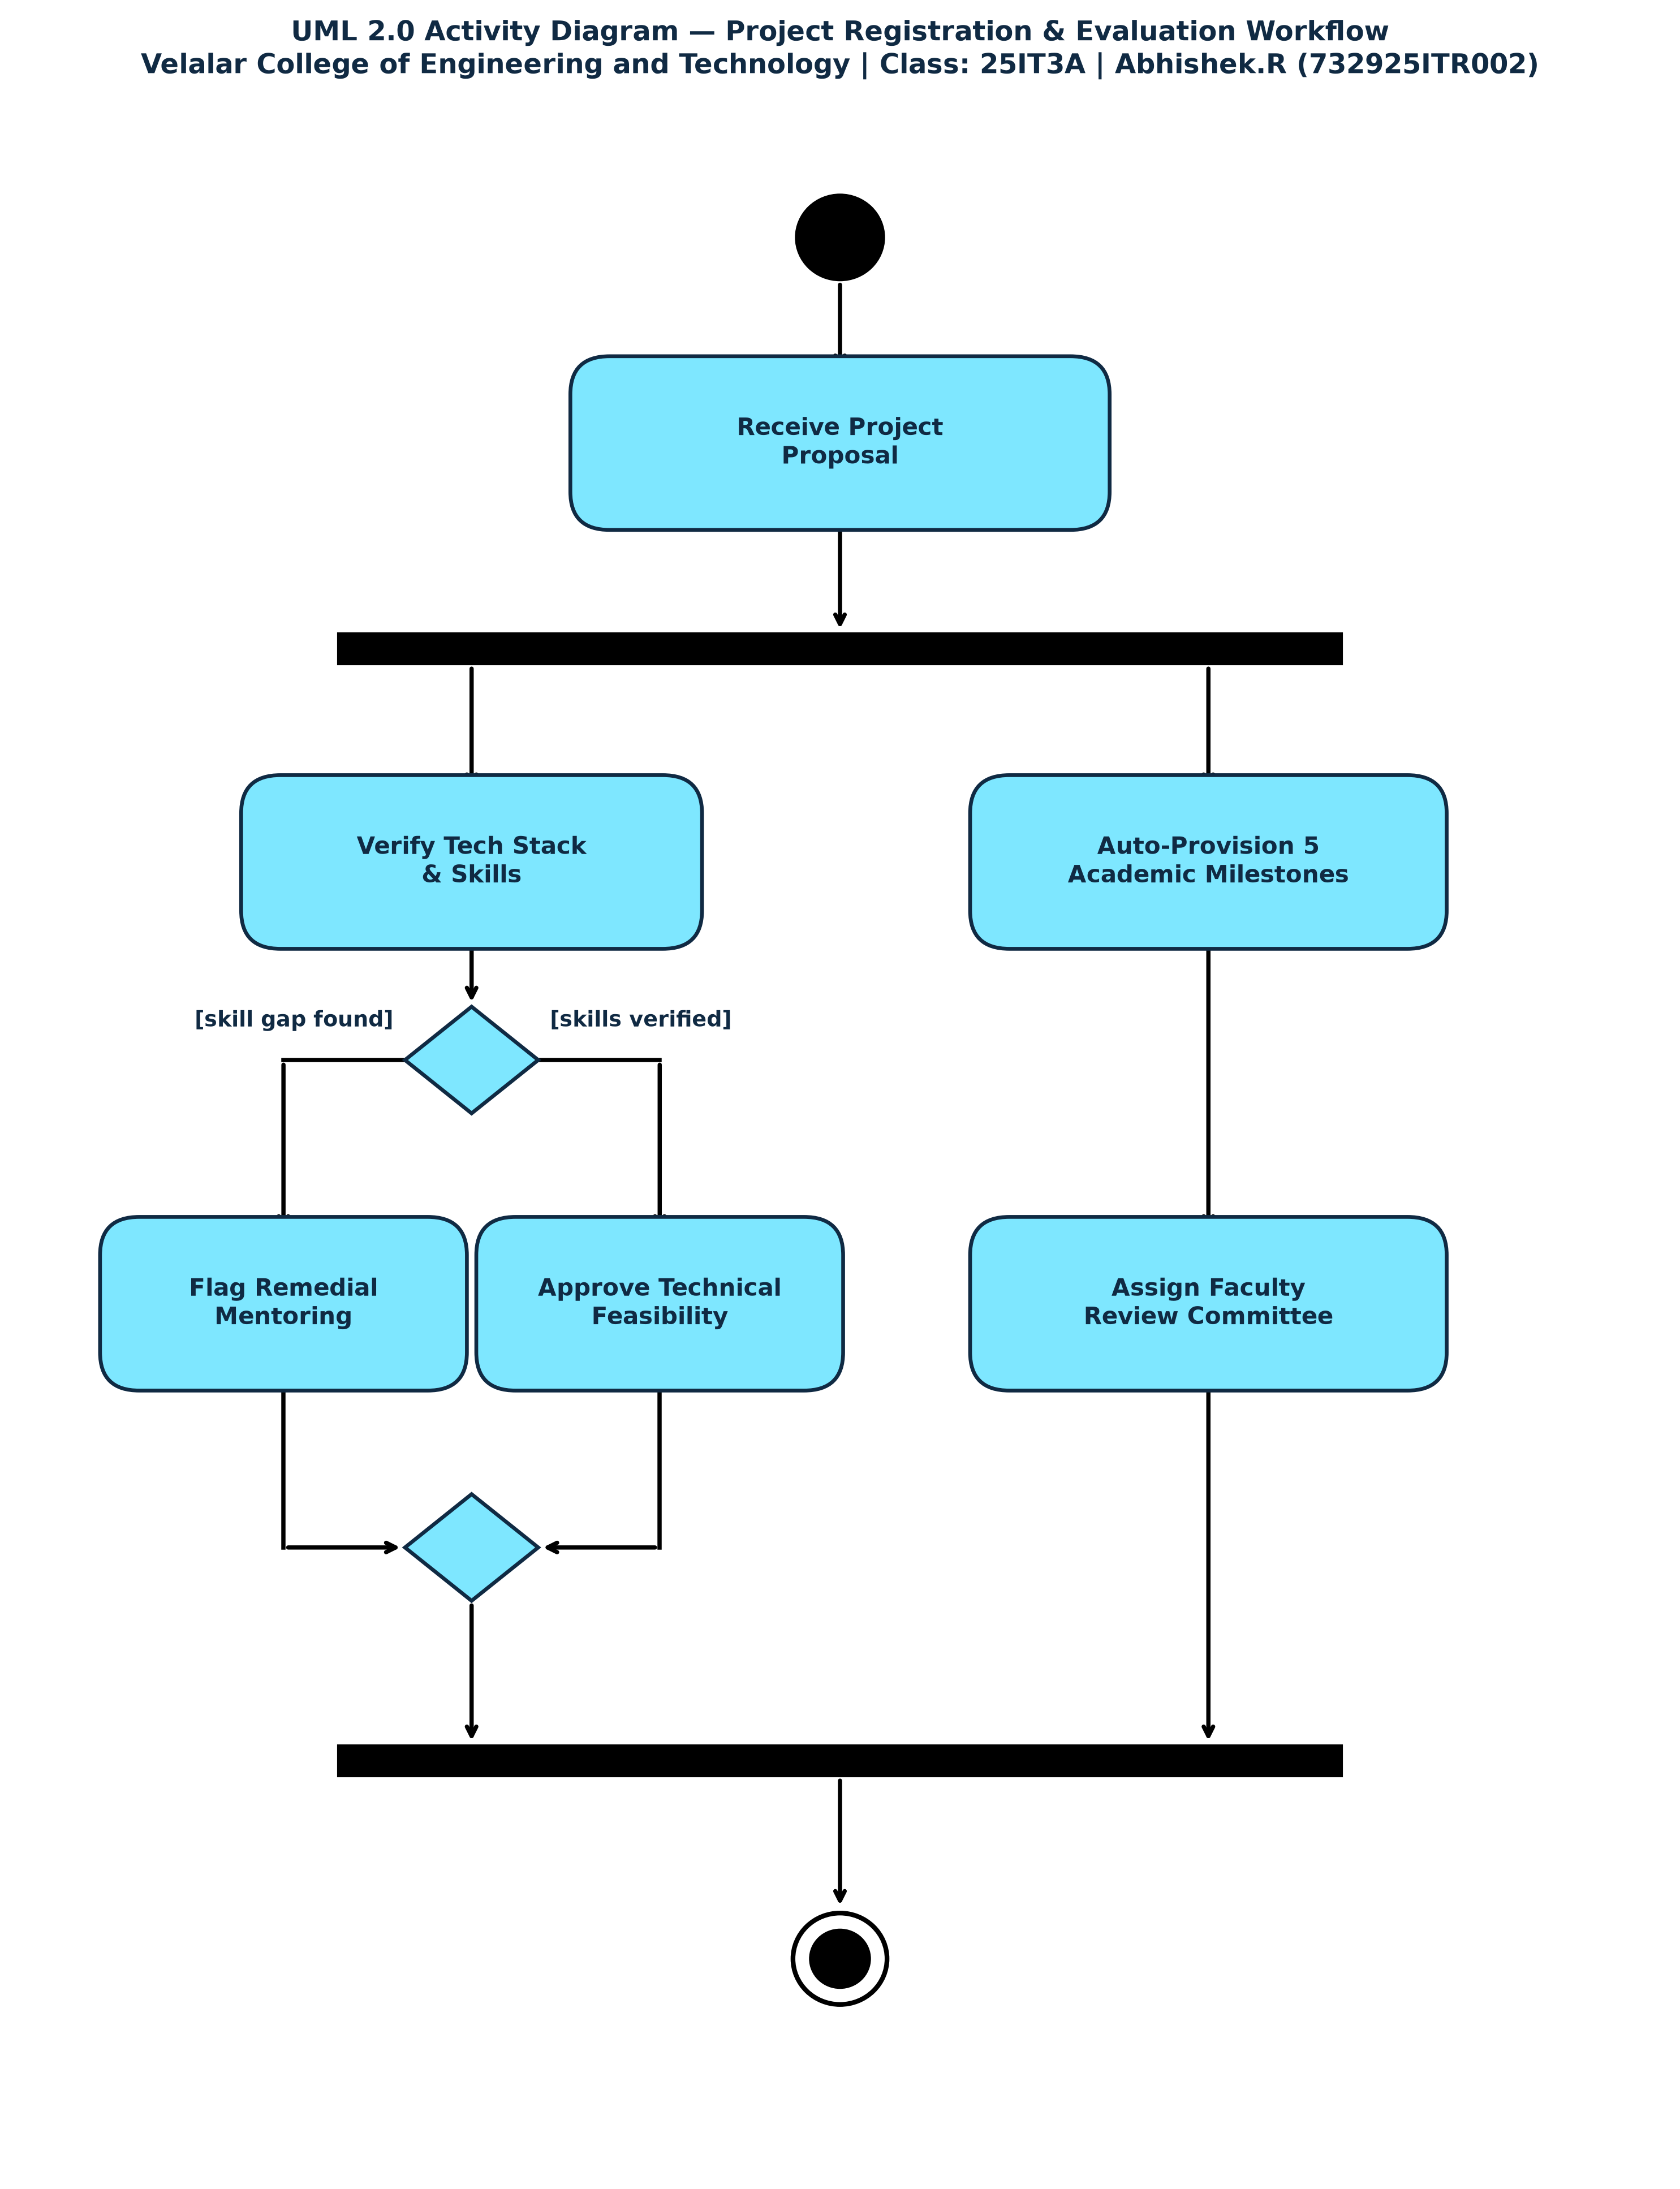 UML 2.0 Activity Diagram — Project Registration & Evaluation Workflow
Velalar College of Engineering and Technology | Class: 25IT3A | Abhishek.R (732925ITR002)
Receive Project
Proposal
Verify Tech Stack
& Skills
Auto-Provision 5
Academic Milestones
[skill gap found]
[skills verified]
Flag Remedial
Mentoring
Approve Technical
Feasibility
Assign Faculty
Review Committee